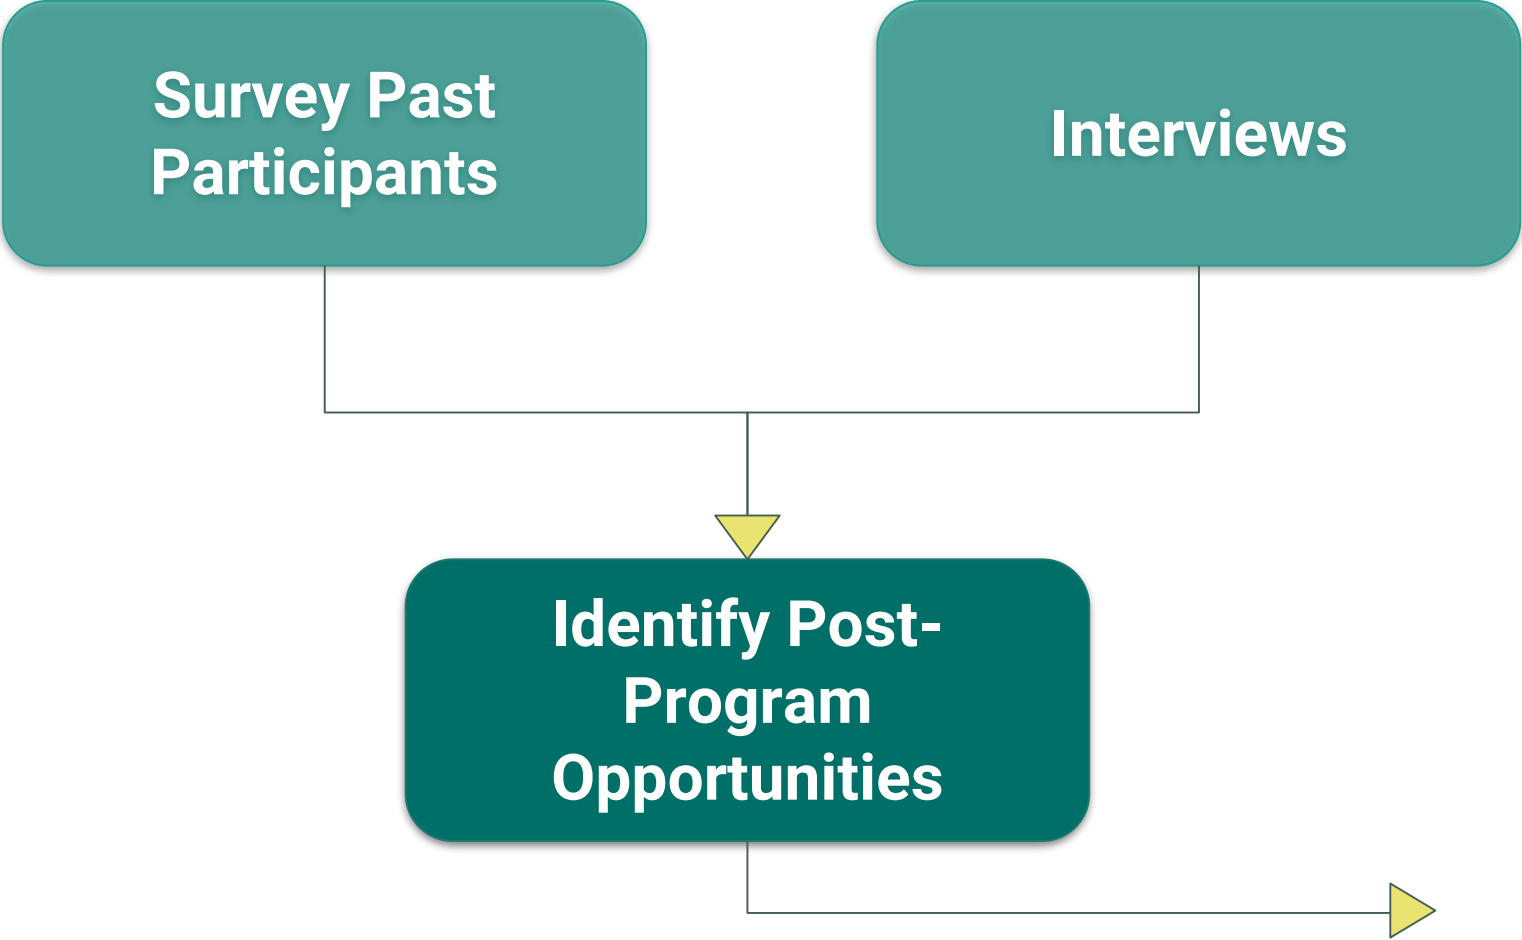 Survey Past
Participants
Interviews
Identify Post-
Program
Opportunities